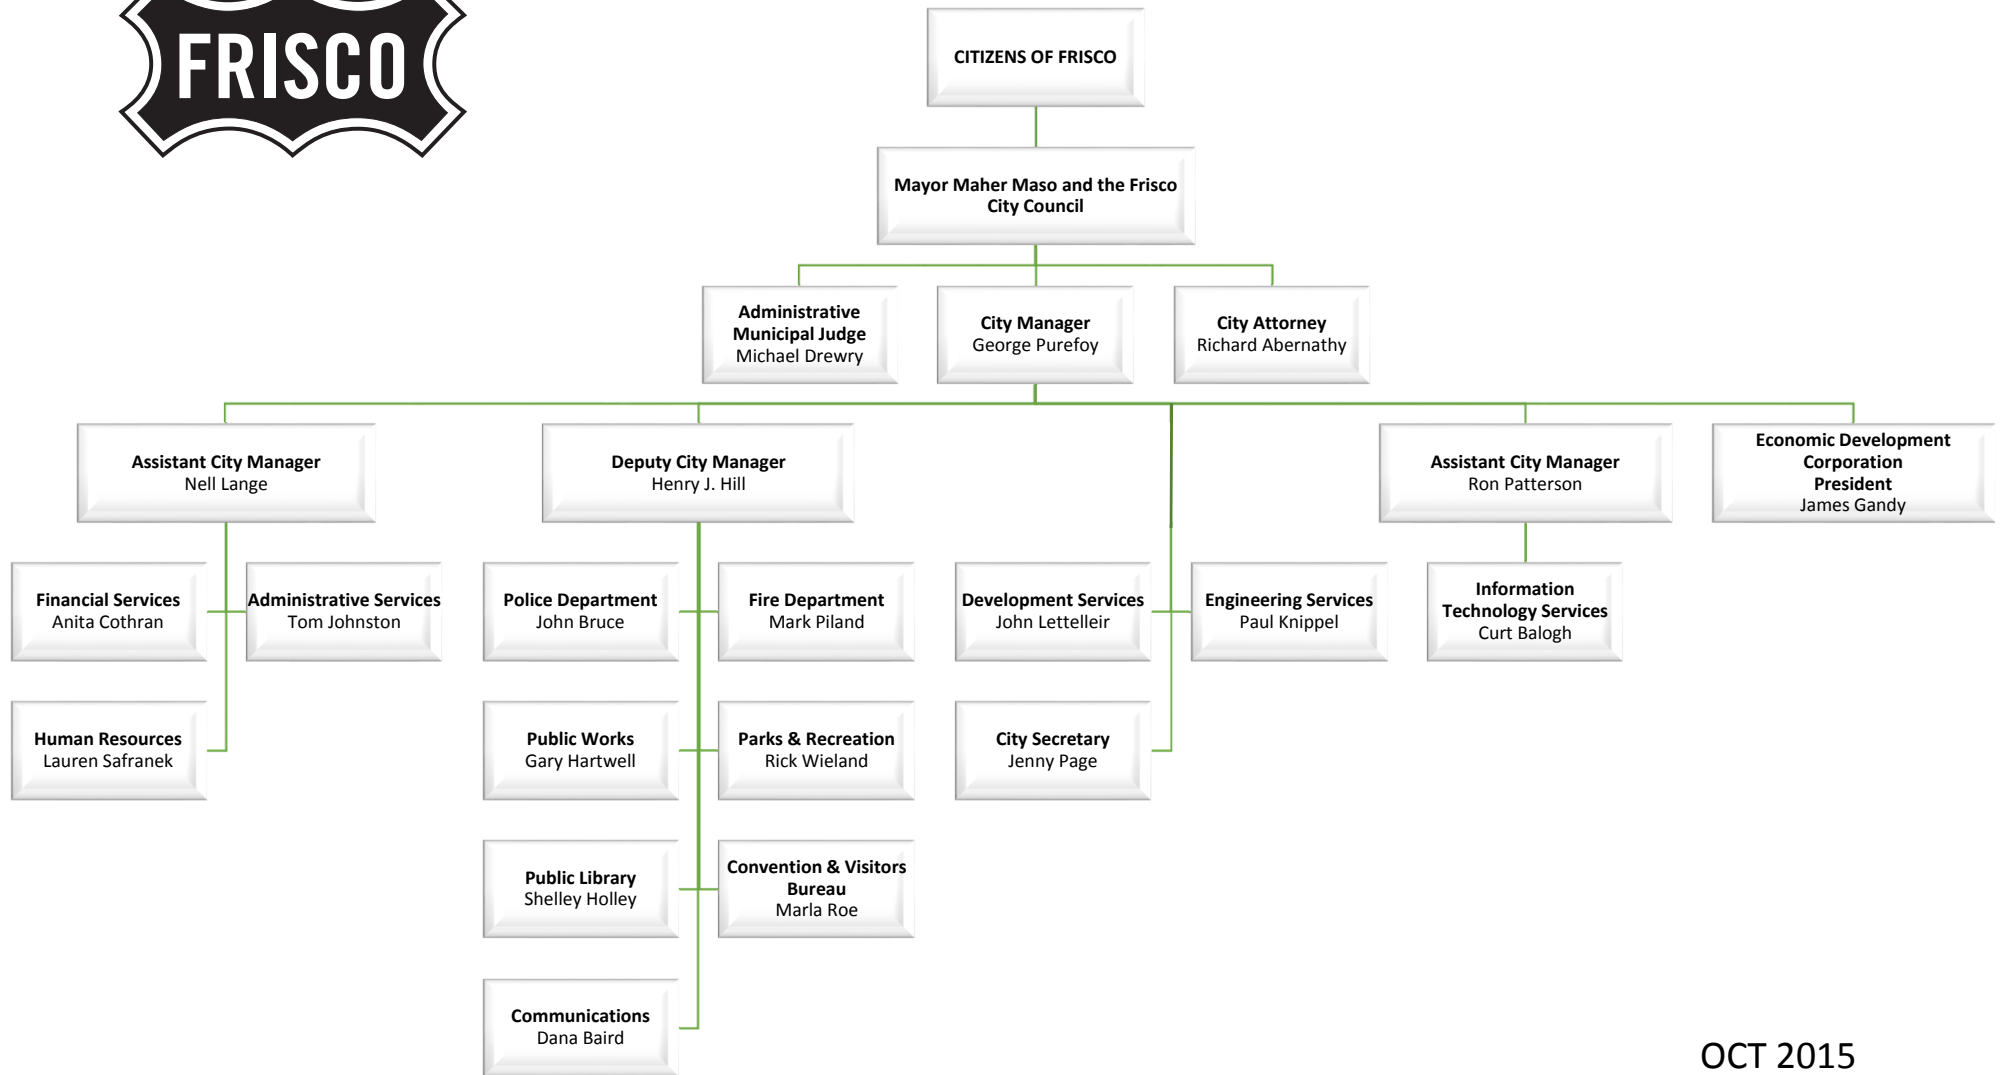 FRISCO
CITIZENS OF FRISCO
Mayor Maher Maso and the Frisco
City Council
Administrative
Municipal Judge
Michael Drewry
City Manager
George Purefoy
City Attorney
Richard Abernathy
Assistant City Manager
Nell Lange
Deputy City Manager
Henry J. Hill
Assistant City Manager
Ron Patterson
Economic Development
Corporation
President
James Gandy
Financial Services
Anita Cothran
Administrative Services
Tom Johnston
Police Department
John Bruce
Fire Department
Mark Piland
Development Services
John Lettelleir
Engineering Services
Paul Knippel
Information
Technology Services
Curt Balogh
Human Resources
Lauren Safranek
Public Works
Gary Hartwell
Parks & Recreation
Rick Wieland
City Secretary
Jenny Page
Public Library
Shelley Holley
Convention & Visitors
Bureau
Marla Roe
Communications
Dana Baird
OCT 2015